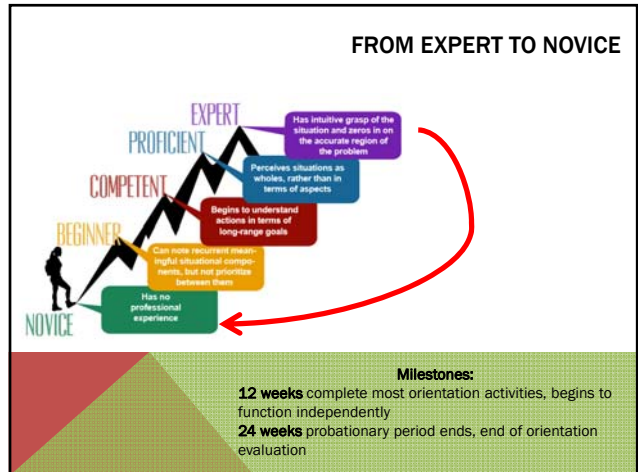 FROM EXPERT TO NOVICE
EXPERT
Has intuitive grasp of the
situation and zeros in on
the accurate region of
the problem
PROFICIENT
Perceives situations as
wholes, rather than in
terms of aspects
COMPETENT
Begins to understand
actions in terms of
long-range goals
BEGINNER
Can note recurrent mean-
ingful situational compo-
nents, but not prioritize
between them
Has no
professional
experience
NOVICE
Milestones:
12 weeks complete most orientation activities, begins to
function independently
24 weeks probationary period ends, end of orientation
evaluation